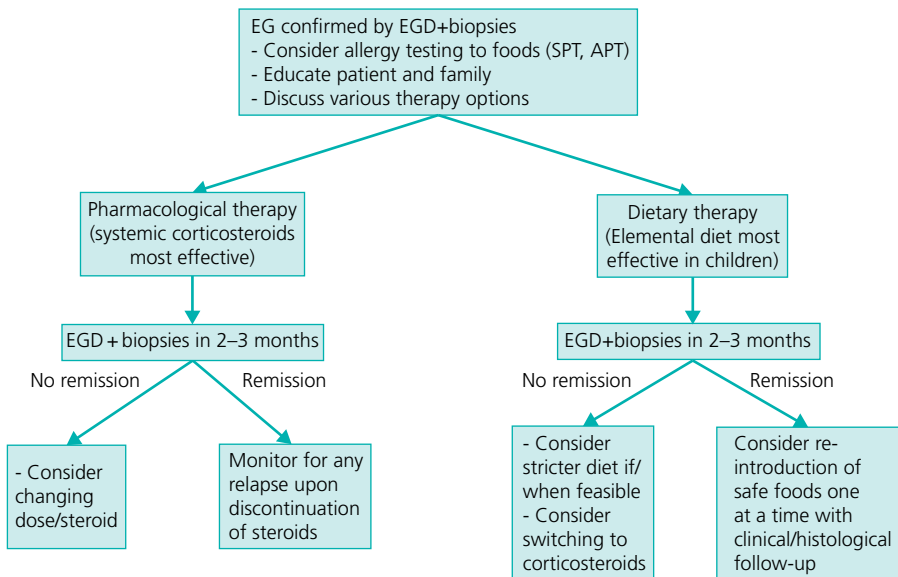 EG confirmed by EGD+biopsies
- Consider allergy testing to foods (SPT, APT)
- Educate patient and family
- Discuss various therapy options
Pharmacological therapy
(systemic corticosteroids
most effective)
Dietary therapy
(Elemental diet most
effective in children)
EGD + biopsies in 2–3 months
EGD+biopsies in 2–3 months
No remission
Remission
No remission
Remission
- Consider
changing
dose/steroid
Monitor for any
relapse upon
discontinuation
of steroids
- Consider
stricter diet if/
when feasible
- Consider
switching to
corticosteroids
Consider re-
introduction of
safe foods one
at a time with
clinical/histological
follow-up